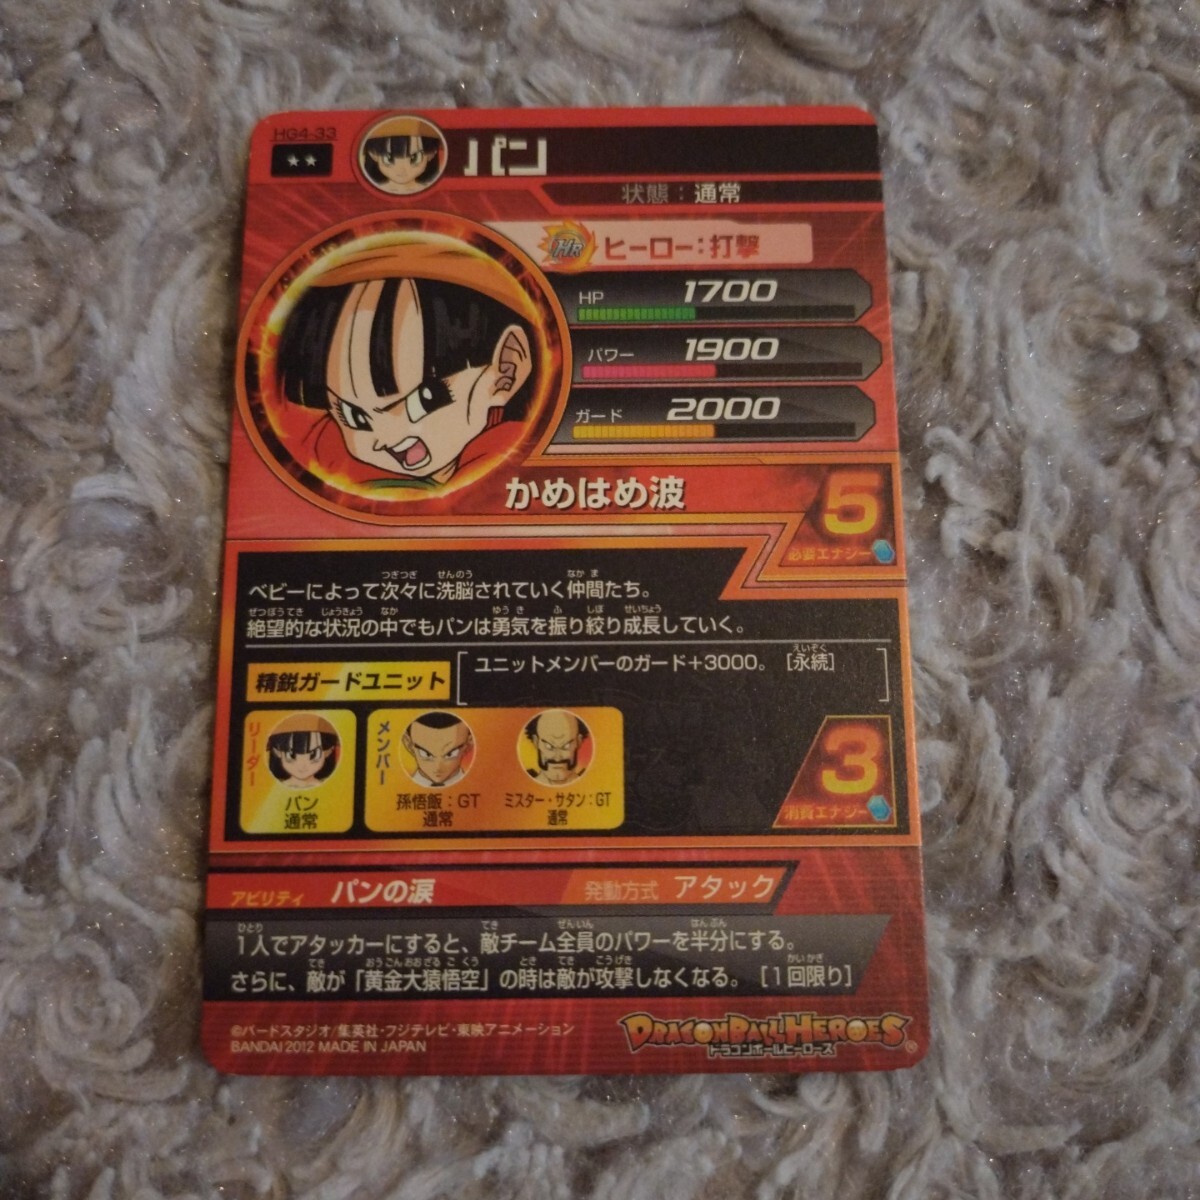 HG4-33
★★
パン
状態：通常
HR ヒーロー：打撃
HP 1700
パワー 1900
ガード 2000
かめはめ波
5
必要エナジー
ベビーによって次々に洗脳されていく仲間たち。
絶望的な状況の中でもパンは勇気を振り絞り成長していく。
精鋭ガードユニット
ユニットメンバーのガード+3000。 [永続]
リーダー
パン
通常
メンバー
孫悟飯：GT
通常
ミスター・サタン：GT
通常
3
消費エナジー
アビリティ パンの涙 発動方式 アタック
1人でアタッカーにすると、敵チーム全員のパワーを半分にする。
さらに、敵が「黄金大猿悟空」の時は敵が攻撃しなくなる。 [1回限り]
©バードスタジオ/集英社・フジテレビ・東映アニメーション
BANDAI 2012 MADE IN JAPAN
DRAGONBALL HEROES
ドラゴンボールヒーローズ